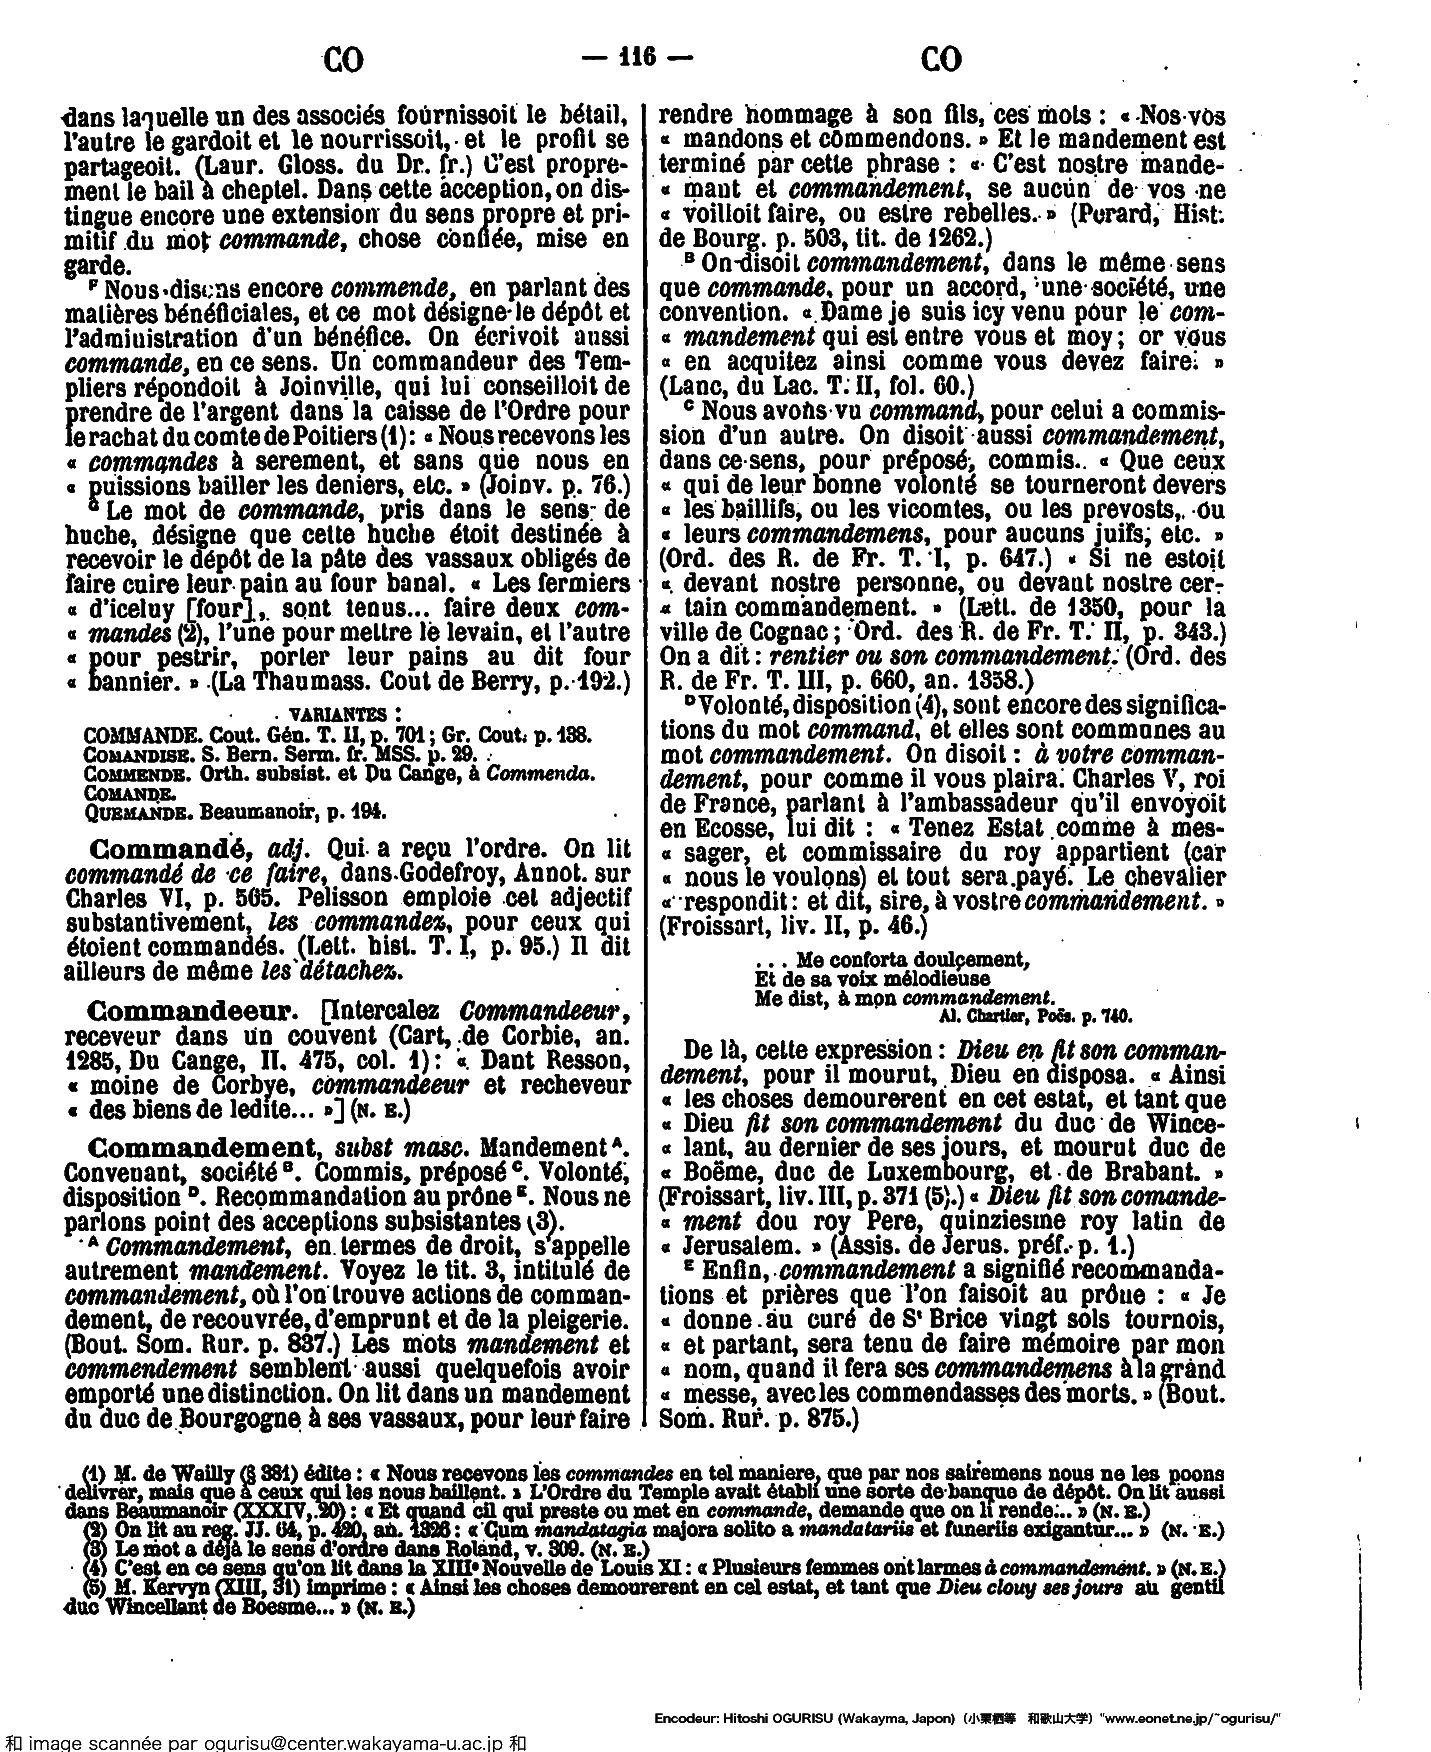 CO — 116 — CO
dans laquelle un des associés fournissoit le bétail,
l'autre le gardoit et le nourrissoit, et le profit se
partageoit. (Laur. Gloss. du Dr. fr.) C'est propre-
ment le bail à cheptel. Dans cette acception, on dis-
tingue encore une extension du sens propre et pri-
mitif du mot commande, chose confiée, mise en
garde.
F Nous disons encore commende, en parlant des
matières bénéficiales, et ce mot désigne le dépôt et
l'administration d'un bénéfice. On écrivoit aussi
commande, en ce sens. Un commandeur des Tem-
pliers répondoit à Joinville, qui lui conseilloit de
prendre de l'argent dans la caisse de l'Ordre pour
le rachat du comte de Poitiers (1) : « Nous recevons les
« commandes à serement, et sans que nous en
« puissions bailler les deniers, etc. » (Joinv. p. 76.)
G Le mot de commande, pris dans le sens de
huche, désigne que cette huche étoit destinée à
recevoir le dépôt de la pâte des vassaux obligés de
faire cuire leur pain au four banal. « Les fermiers
« d'iceluy [four], sont tenus... faire deux com-
« mandes (2), l'une pour mettre le levain, et l'autre
« pour pestrir, porter leur pains au dit four
« bannier. » (La Thaumass. Cout de Berry, p. 192.)
VARIANTES :
COMMANDE. Cout. Gén. T. II, p. 701 ; Gr. Cout. p. 138.
COMANDISE. S. Bern. Serm. fr. MSS. p. 29.
COMMENDE. Orth. subsist. et Du Cange, à Commenda.
COMANDE.
QUEMANDE. Beaumanoir, p. 194.
Commandé, adj. Qui a reçu l'ordre. On lit
commandé de ce faire, dans Godefroy, Annot. sur
Charles VI, p. 565. Pelisson emploie cet adjectif
substantivement, les commandez, pour ceux qui
étoient commandés. (Lett. hist. T. I, p. 95.) Il dit
ailleurs de même les détachez.
Commandeeur. [Intercalez Commandeeur,
receveur dans un couvent (Cart. de Corbie, an.
1285, Du Cange, II, 475, col. 1) : « Dant Resson,
« moine de Corbye, commandeeur et recheveur
« des biens de ledite... »] (N. E.)
Commandement, subst masc. Mandement A.
Convenant, société B. Commis, préposé C. Volonté,
disposition D. Recommandation au prône E. Nous ne
parlons point des acceptions subsistantes (3).
A Commandement, en termes de droit, s'appelle
autrement mandement. Voyez le tit. 3, intitulé de
commandement, où l'on trouve actions de comman-
dement, de recouvrée, d'emprunt et de la pleigerie.
(Bout. Som. Rur. p. 837.) Les mots mandement et
commendement semblent aussi quelquefois avoir
emporté une distinction. On lit dans un mandement
du duc de Bourgogne à ses vassaux, pour leur faire
rendre hommage à son fils, ces mots : « Nos vos
« mandons et commendons. » Et le mandement est
terminé par cette phrase : « C'est nostre mande-
« mant et commandement, se aucun de vos ne
« voilloit faire, ou estre rebelles. » (Perard, Hist.
de Bourg. p. 503, tit. de 1262.)
B On disoit commandement, dans le même sens
que commande, pour un accord, une société, une
convention. « Dame je suis icy venu pour le com-
« mandement qui est entre vous et moy ; or vous
« en acquitez ainsi comme vous devez faire. »
(Lanc, du Lac. T. II, fol. 60.)
C Nous avons vu command, pour celui a commis-
sion d'un autre. On disoit aussi commandement,
dans ce sens, pour préposé, commis. « Que ceux
« qui de leur bonne volonté se tourneront devers
« les baillifs, ou les vicomtes, ou les prevosts, ou
« leurs commandemens, pour aucuns juifs, etc. »
(Ord. des R. de Fr. T. I, p. 647.) « Si ne estoit
« devant nostre personne, ou devant nostre cer-
« tain commandement. » (Lett. de 1350, pour la
ville de Cognac ; Ord. des R. de Fr. T. II, p. 343.)
On a dit : rentier ou son commandement. (Ord. des
R. de Fr. T. III, p. 660, an. 1358.)
D Volonté, disposition (4), sont encore des significa-
tions du mot command, et elles sont communes au
mot commandement. On disoit : à votre comman-
dement, pour comme il vous plaira. Charles V, roi
de France, parlant à l'ambassadeur qu'il envoyoit
en Ecosse, lui dit : « Tenez Estat comme à mes-
« sager, et commissaire du roy appartient (car
« nous le voulons) et tout sera payé. Le chevalier
« respondit : et dit, sire, à vostre commandement. »
(Froissart, liv. II, p. 46.)
. . . Me conforta doulçement,
Et de sa voix mélodieuse
Me dist, à mon commandement.
Al. Chartier, Poës. p. 740.
De là, cette expression : Dieu en fit son comman-
dement, pour il mourut, Dieu en disposa. « Ainsi
« les choses demourerent en cet estat, et tant que
« Dieu fit son commandement du duc de Wince-
« lant, au dernier de ses jours, et mourut duc de
« Boëme, duc de Luxembourg, et de Brabant. »
(Froissart, liv. III, p. 371 (5).) « Dieu fit son comande-
« ment dou roy Pere, quinziesme roy latin de
« Jerusalem. » (Assis. de Jerus. préf. p. 1.)
E Enfin, commandement a signifié recommanda-
tions et prières que l'on faisoit au prône : « Je
« donne au curé de St Brice vingt sols tournois,
« et partant, sera tenu de faire mémoire par mon
« nom, quand il fera ses commandemens à la grand
« messe, avec les commendasses des morts. » (Bout.
Som. Rur. p. 875.)
(1) M. de Wailly (§ 381) édite : « Nous recevons les commandes en tel maniere, que par nos sairemens nous ne les poons
delivrer, mais que à ceux qui les nous baillent. » L'Ordre du Temple avait établi une sorte de banque de dépôt. On lit aussi
dans Beaumanoir (XXXIV, 20) : « Et quand cil qui preste ou met en commande, demande que on li rende... » (N. E.)
(2) On lit au reg. JJ. 64, p. 420, an. 1326 : « Cum mandatagia majora solito a mandatariis et funeriis exigantur... » (N. E.)
(3) Le mot a déjà le sens d'ordre dans Roland, v. 309. (N. E.)
(4) C'est en ce sens qu'on lit dans la XIIIe Nouvelle de Louis XI : « Plusieurs femmes ont larmes à commandement. » (N. E.)
(5) M. Kervyn (XIII, 31) imprime : « Ainsi les choses demourerent en cel estat, et tant que Dieu clouy ses jours au gentil
duc Wincellant de Boesme... » (N. E.)
Encodeur: Hitoshi OGURISU (Wakayma, Japon) (小栗栖等 和歌山大学) "www.eonet.ne.jp/~ogurisu/"
和 image scannée par ogurisu@center.wakayama-u.ac.jp 和